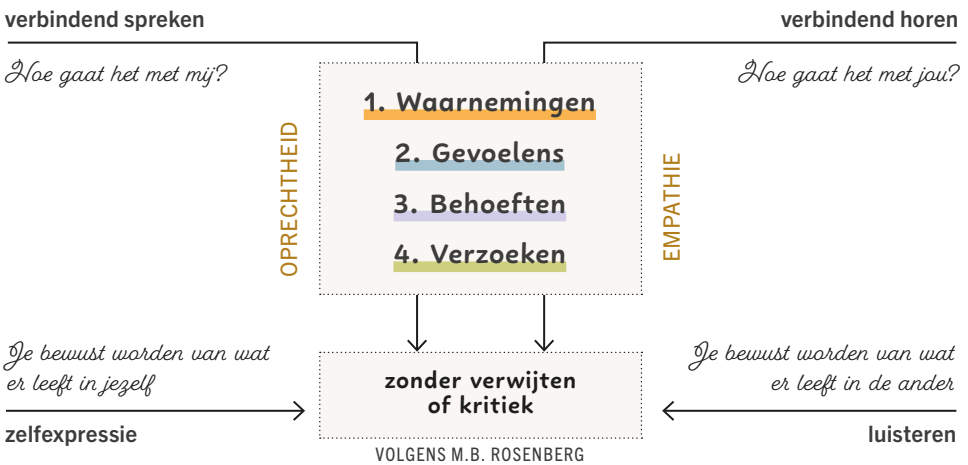 verbindend spreken
verbindend horen
Hoe gaat het met mij?
Hoe gaat het met jou?
1. Waarnemingen
2. Gevoelens
3. Behoeften
4. Verzoeken
OPRECHTHEID
EMPATHIE
Je bewust worden van wat
er leeft in jezelf
Je bewust worden van wat
er leeft in de ander
zonder verwijten
of kritiek
zelfexpressie
luisteren
VOLGENS M.B. ROSENBERG